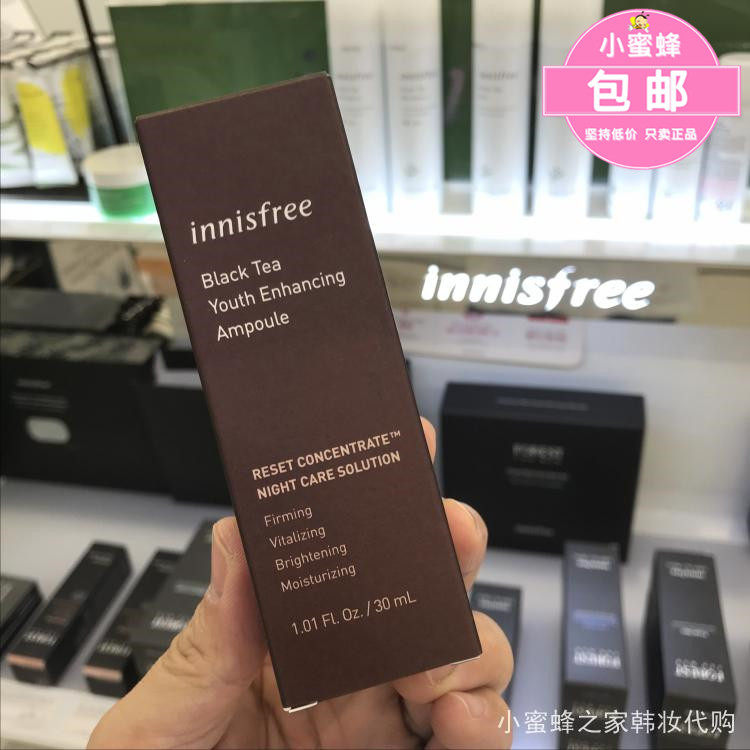 小蜜蜂
包邮
坚持低价 只卖正品
innisfree
innisfree
Black Tea
Youth Enhancing
Ampoule
innisfree
RESET CONCENTRATE™
NIGHT CARE SOLUTION
Firming
Vitalizing
Brightening
Moisturizing
1.01 Fl. Oz. / 30 mL
小蜜蜂之家韩妆代购